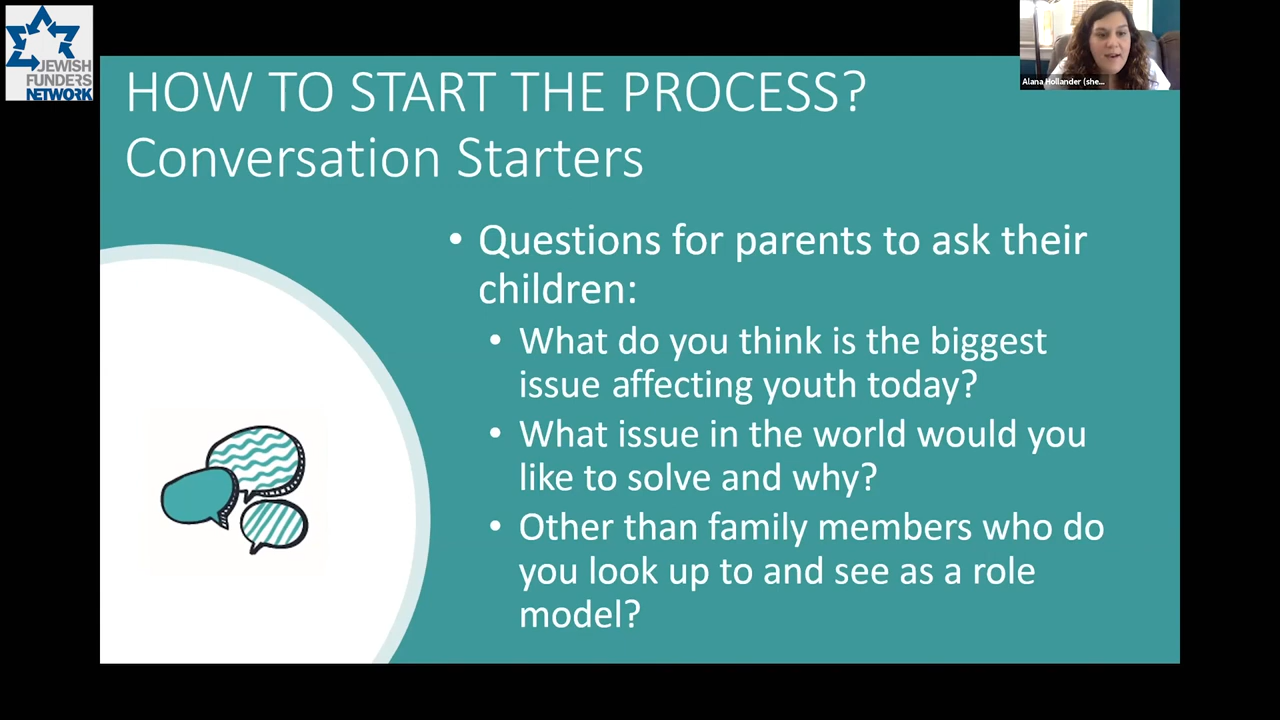 JEWISH
FUNDERS
NETWORK
Alana Hollander (she...
HOW TO START THE PROCESS?
Conversation Starters
• Questions for parents to ask their
children:
• What do you think is the biggest
issue affecting youth today?
• What issue in the world would you
like to solve and why?
• Other than family members who do
you look up to and see as a role
model?